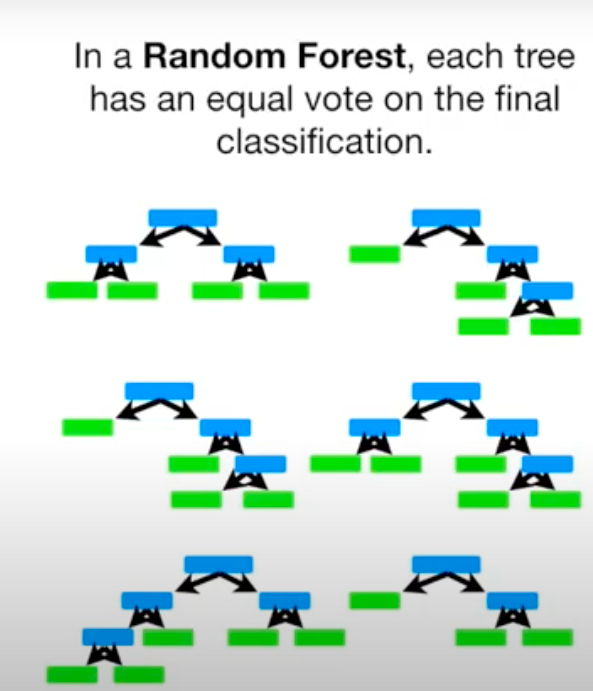 In a Random Forest, each tree
has an equal vote on the final
classification.